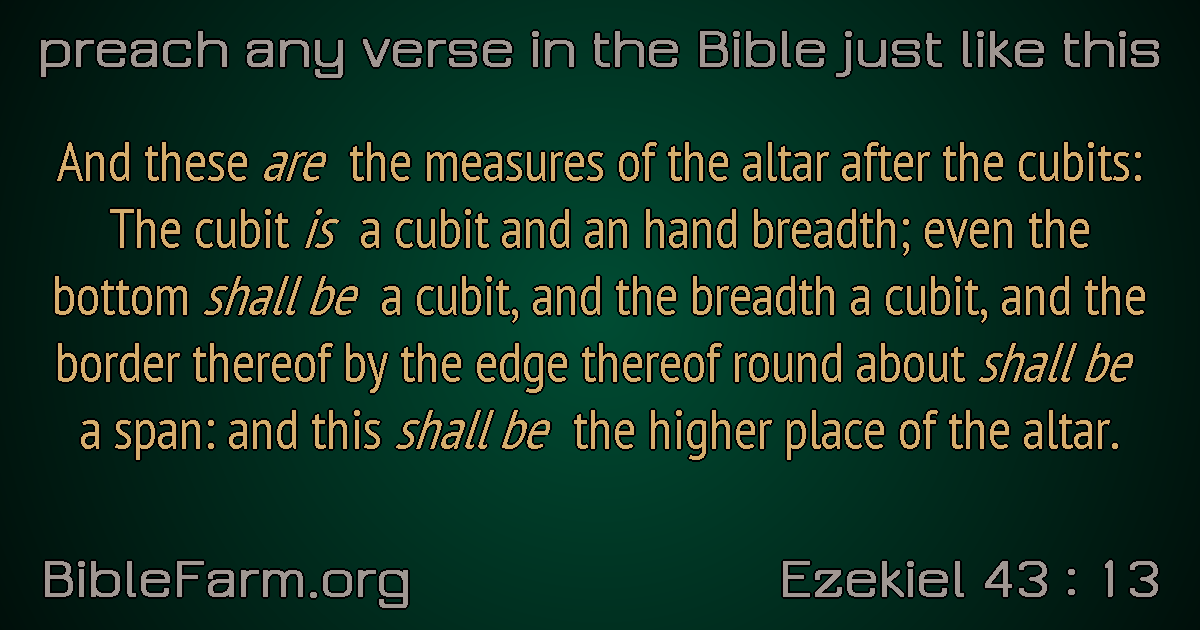 preach any verse in the Bible just like this
And these are the measures of the altar after the cubits:
The cubit is a cubit and an hand breadth; even the
bottom shall be a cubit, and the breadth a cubit, and the
border thereof by the edge thereof round about shall be
a span: and this shall be the higher place of the altar.
BibleFarm.org
Ezekiel 43 : 13